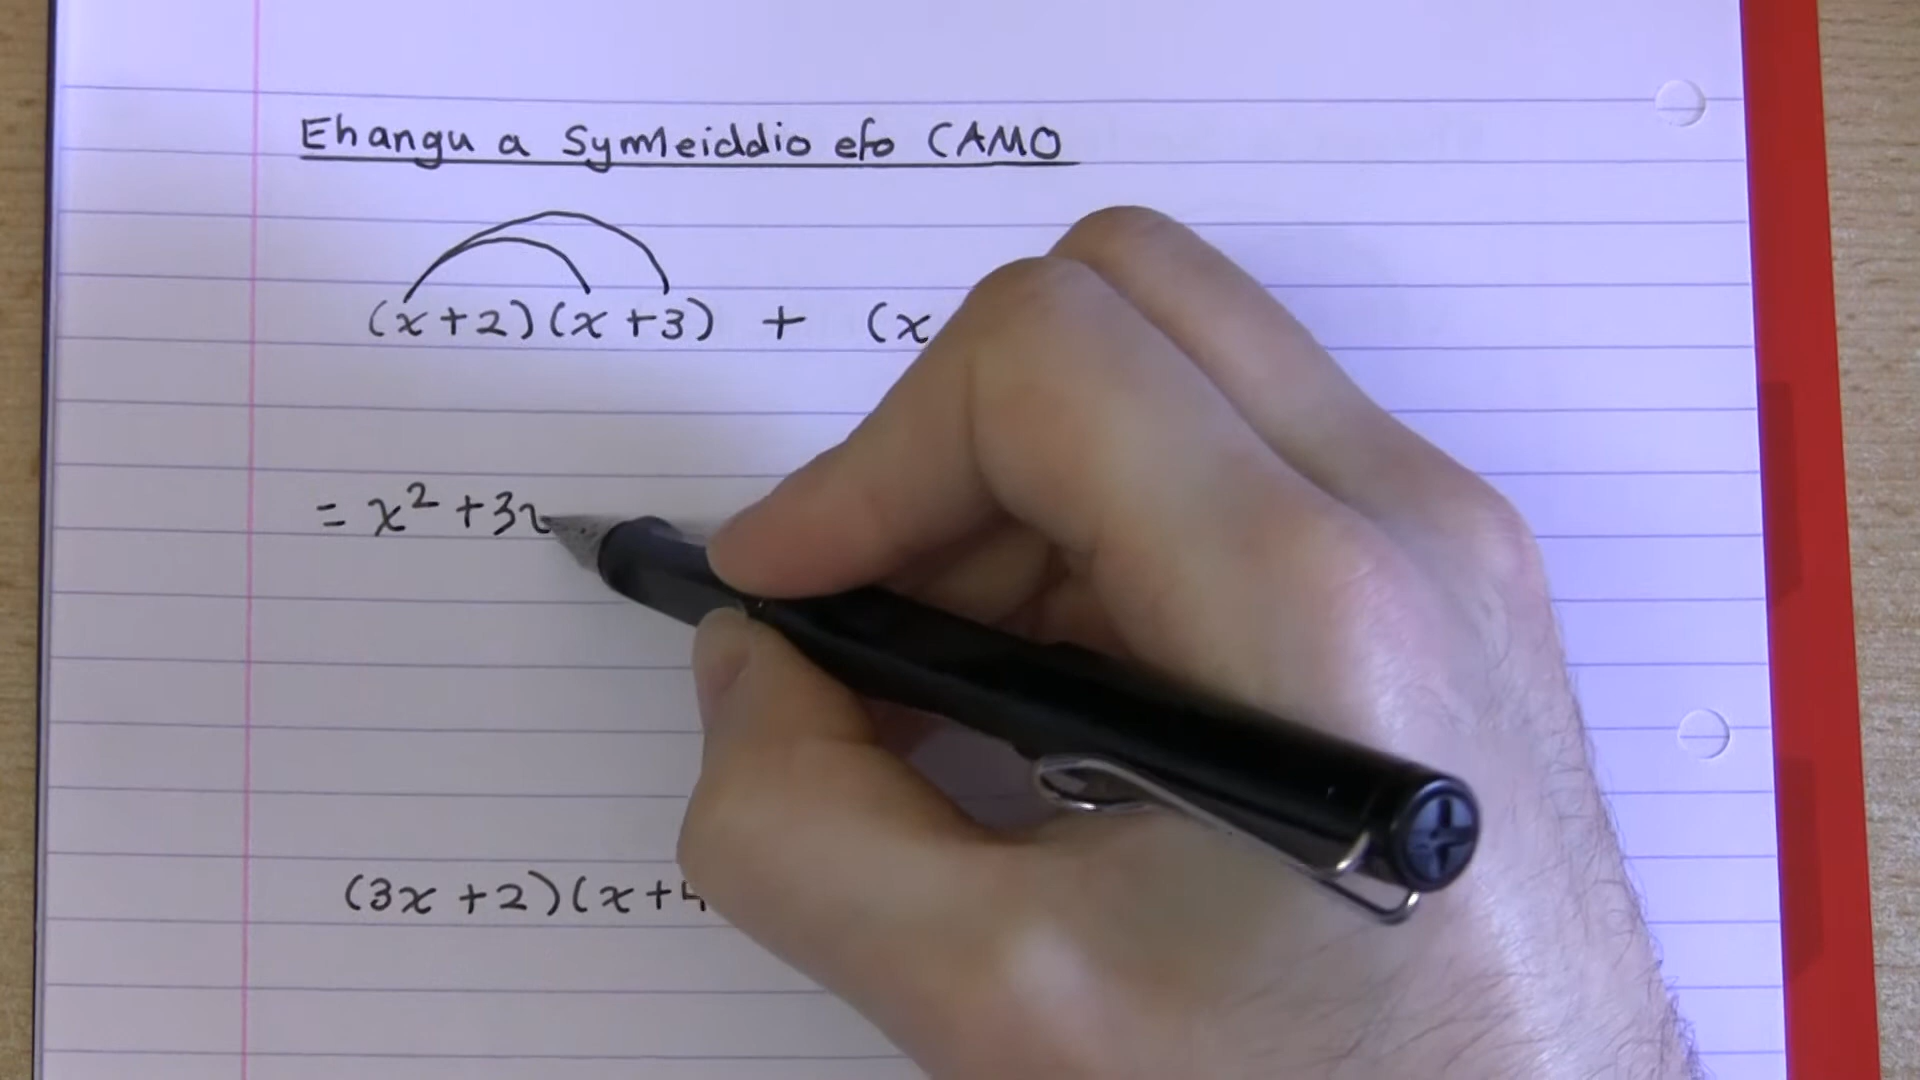 Ehangu a Symleiddio efo CAMO
(x+2)(x+3) + (x
= x² + 3x
(3x+2)(x+4